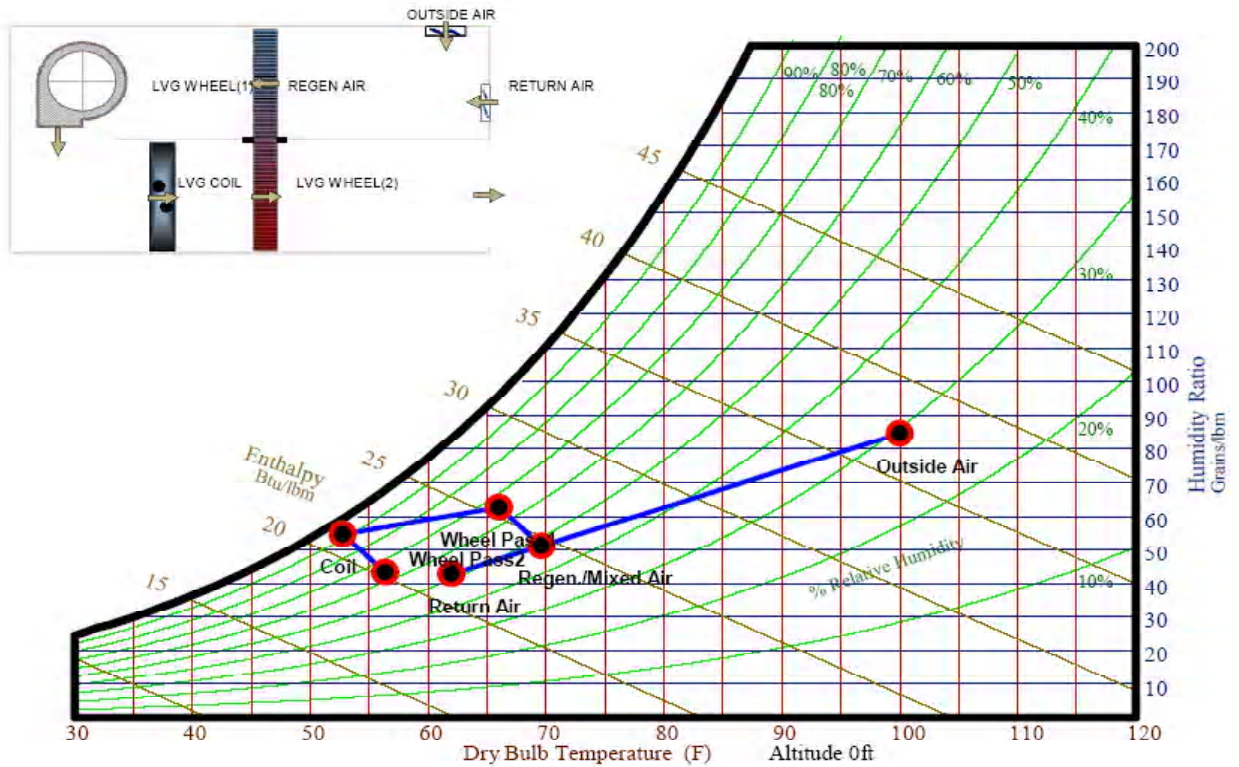 OUTSIDE AIR
LVG WHEEL(1)
REGEN AIR
RETURN AIR
LVG COIL
LVG WHEEL(2)
90%
80%
80%
70%
60%
50%
40%
30%
20%
10%
45
40
35
30
25
20
15
Enthalpy
Btu/lbm
200
190
180
170
160
150
140
130
120
110
100
90
80
70
60
50
40
30
20
10
Humidity Ratio
Grains/lbm
Outside Air
Wheel Pass1
Wheel Pass2
Coil
Regen./Mixed Air
Return Air
% Relative Humidity
30
40
50
60
70
80
90
100
110
120
Dry Bulb Temperature (F)
Altitude 0ft